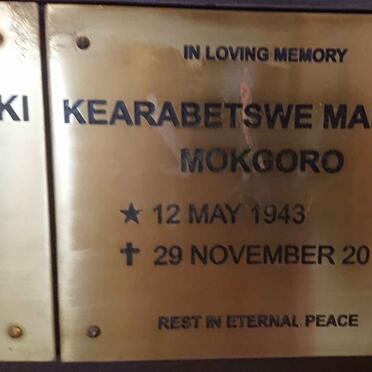 IN LOVING MEMORY
KI
KEARABETSWE MA
MOKGORO
★ 12 MAY 1943
✝ 29 NOVEMBER 20
REST IN ETERNAL PEACE